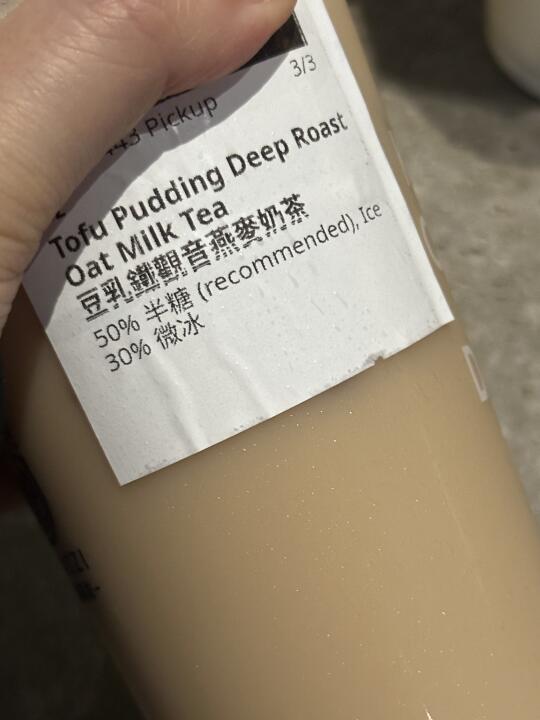 3/3
443 Pickup
Tofu Pudding Deep Roast
Oat Milk Tea
豆乳鐵觀音燕麥奶茶
50% 半糖 (recommended), Ice
30% 微冰